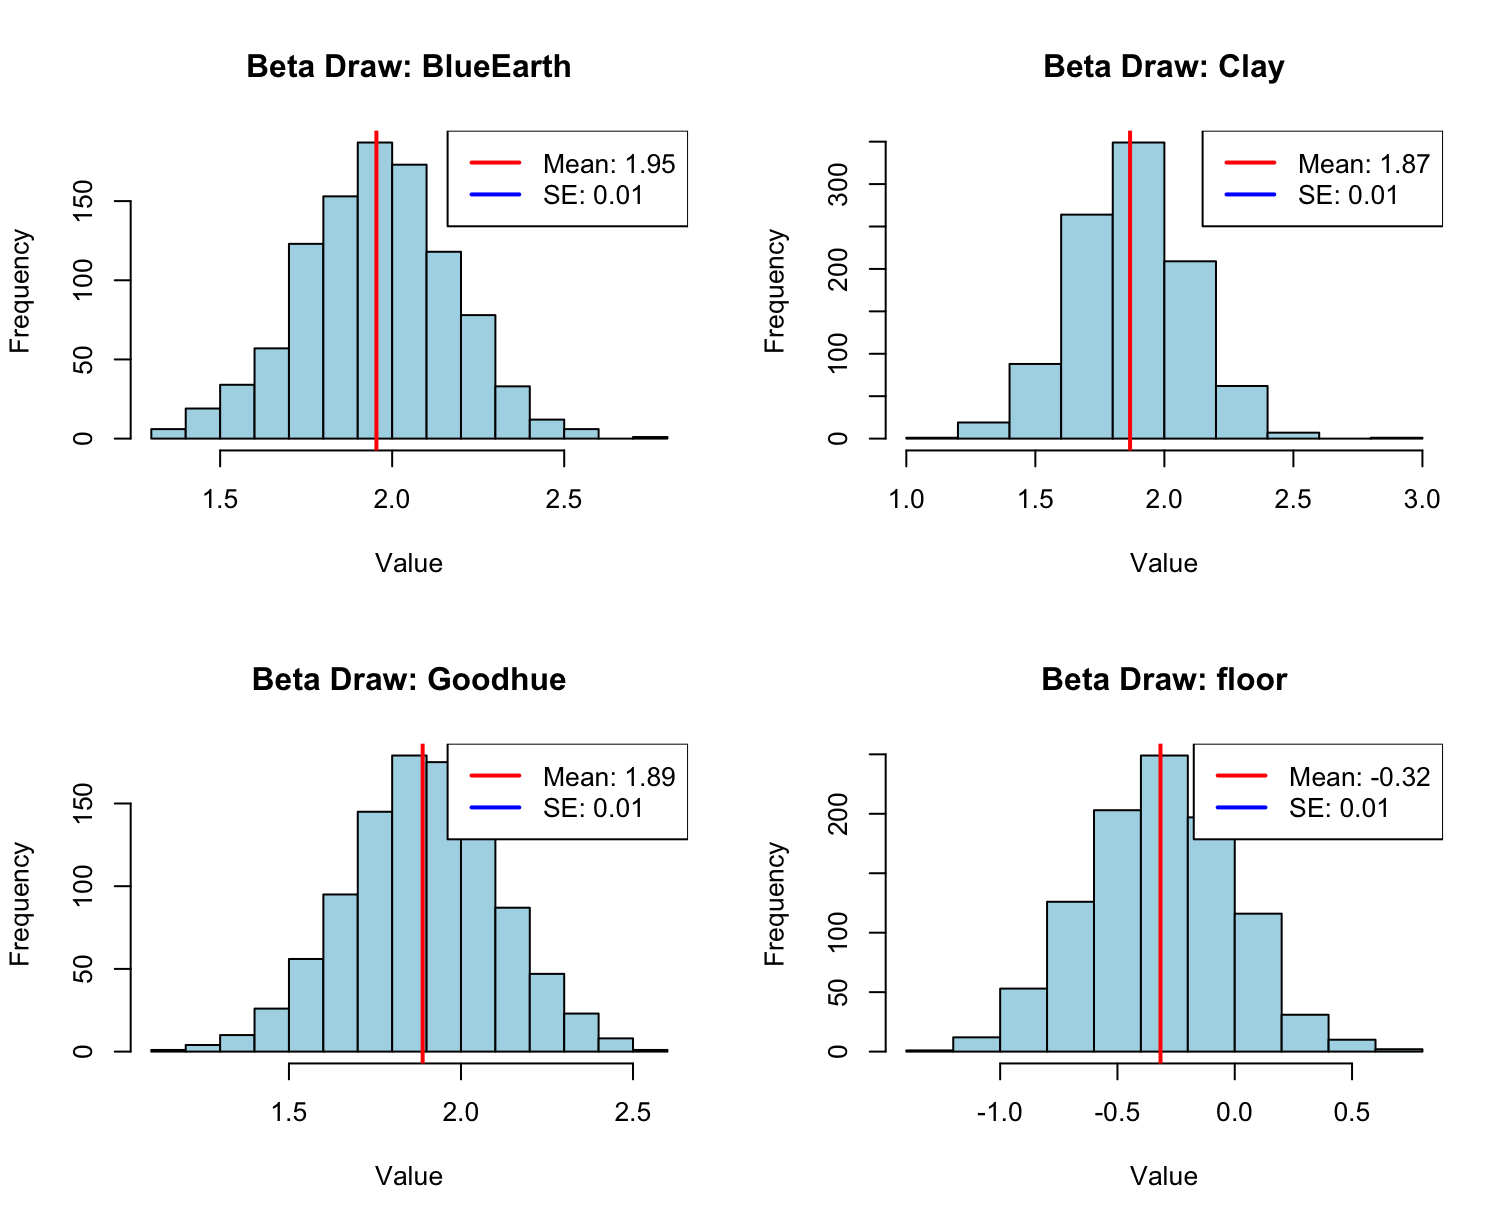 Beta Draw: BlueEarth
Mean: 1.95
SE: 0.01
Frequency
0 50 100 150
1.5 2.0 2.5
Value
Beta Draw: Clay
Mean: 1.87
SE: 0.01
Frequency
0 100 200 300
1.0 1.5 2.0 2.5 3.0
Value
Beta Draw: Goodhue
Mean: 1.89
SE: 0.01
Frequency
0 50 100 150
1.5 2.0 2.5
Value
Beta Draw: floor
Mean: -0.32
SE: 0.01
Frequency
0 50 100 200
-1.0 -0.5 0.0 0.5
Value